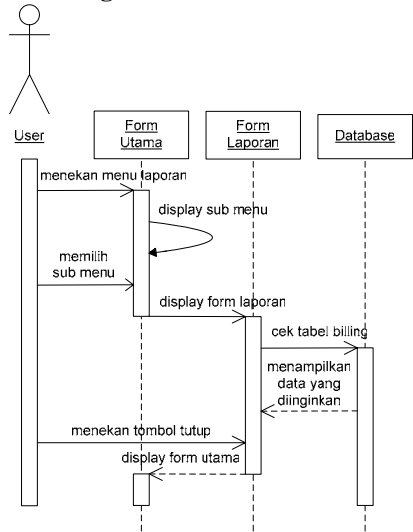 User
Form
Utama
Form
Laporan
Database
menekan menu laporan
display sub menu
memilih
sub menu
display form laporan
cek tabel billing
menampilkan
data yang
diinginkan
menekan tombol tutup
display form utama